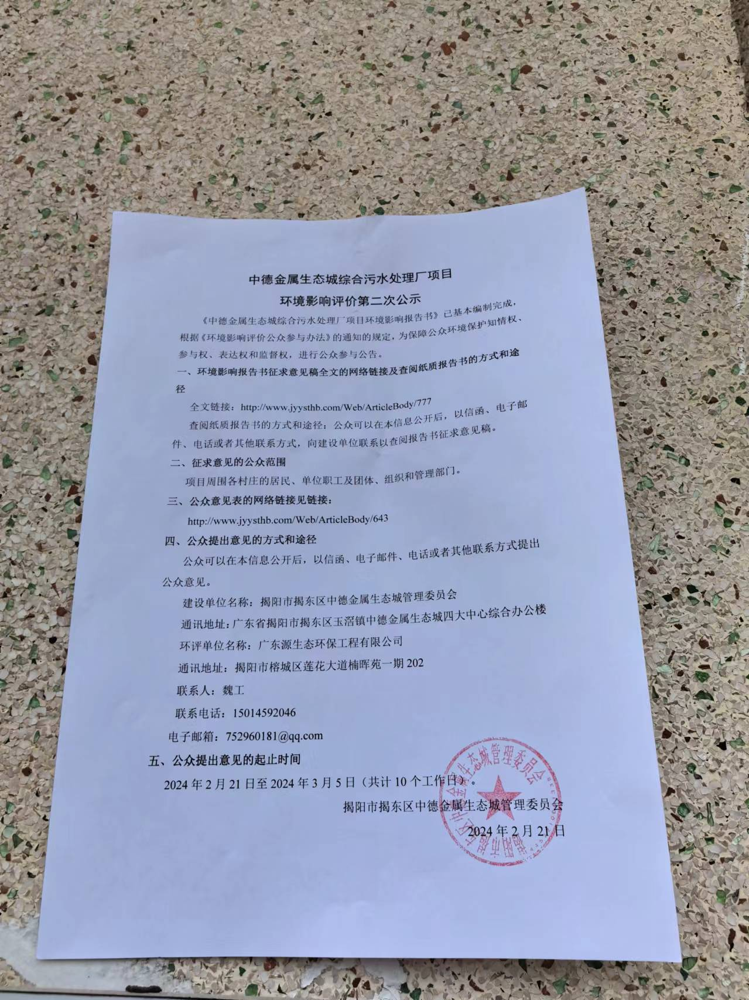 中德金属生态城综合污水处理厂项目
环境影响评价第二次公示
《中德金属生态城综合污水处理厂项目环境影响报告书》已基本编制完成，
根据《环境影响评价公众参与办法》的通知的规定，为保障公众环境保护知情权、
参与权、表达权和监督权，进行公众参与公告。
一、环境影响报告书征求意见稿全文的网络链接及查阅纸质报告书的方式和途
径
全文链接：http://www.jyysthb.com/Web/ArticleBody/777
查阅纸质报告书的方式和途径：公众可以在本信息公开后，以信函、电子邮
件、电话或者其他联系方式，向建设单位联系以查阅报告书征求意见稿。
二、征求意见的公众范围
项目周围各村庄的居民、单位职工及团体、组织和管理部门。
三、公众意见表的网络链接见链接：
http://www.jyysthb.com/Web/ArticleBody/643
四、公众提出意见的方式和途径
公众可以在本信息公开后，以信函、电子邮件、电话或者其他联系方式提出
公众意见。
建设单位名称：揭阳市揭东区中德金属生态城管理委员会
通讯地址：广东省揭阳市揭东区玉滘镇中德金属生态城四大中心综合办公楼
环评单位名称：广东源生态环保工程有限公司
通讯地址：揭阳市榕城区莲花大道楠晖苑一期 202
联系人：魏工
联系电话：15014592046
电子邮箱：752960181@qq.com
五、公众提出意见的起止时间
2024 年 2 月 21 日至 2024 年 3 月 5 日（共计 10 个工作日）。
揭阳市揭东区中德金属生态城管理委员会
2024 年 2 月 21 日
揭阳市揭东区中德金属生态城管理委员会